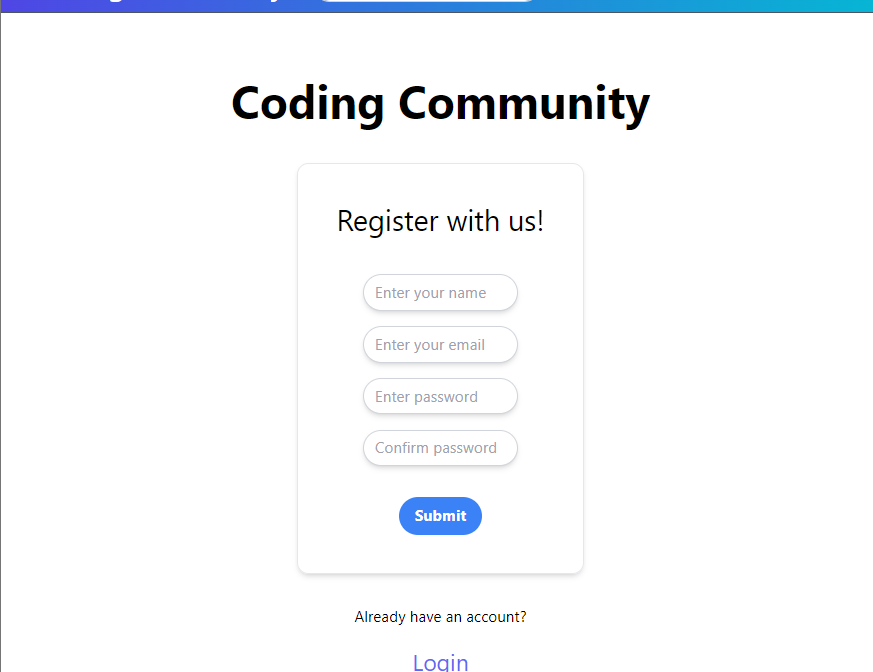 Coding Community
Register with us!
Enter your name
Enter your email
Enter password
Confirm password
Submit
Already have an account?
Login